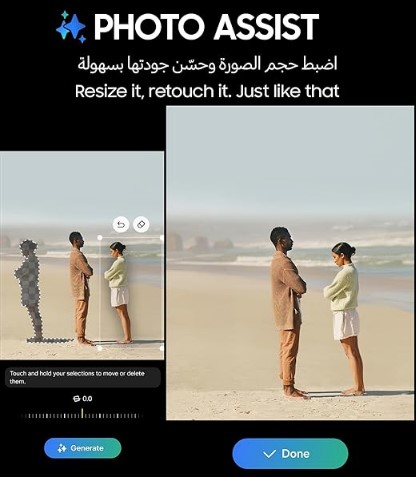 PHOTO ASSIST
اضبط حجم الصورة وحسّن جودتها بسهولة
Resize it, retouch it. Just like that
Touch and hold your selections to move or delete
them.
0.0
Generate
Done